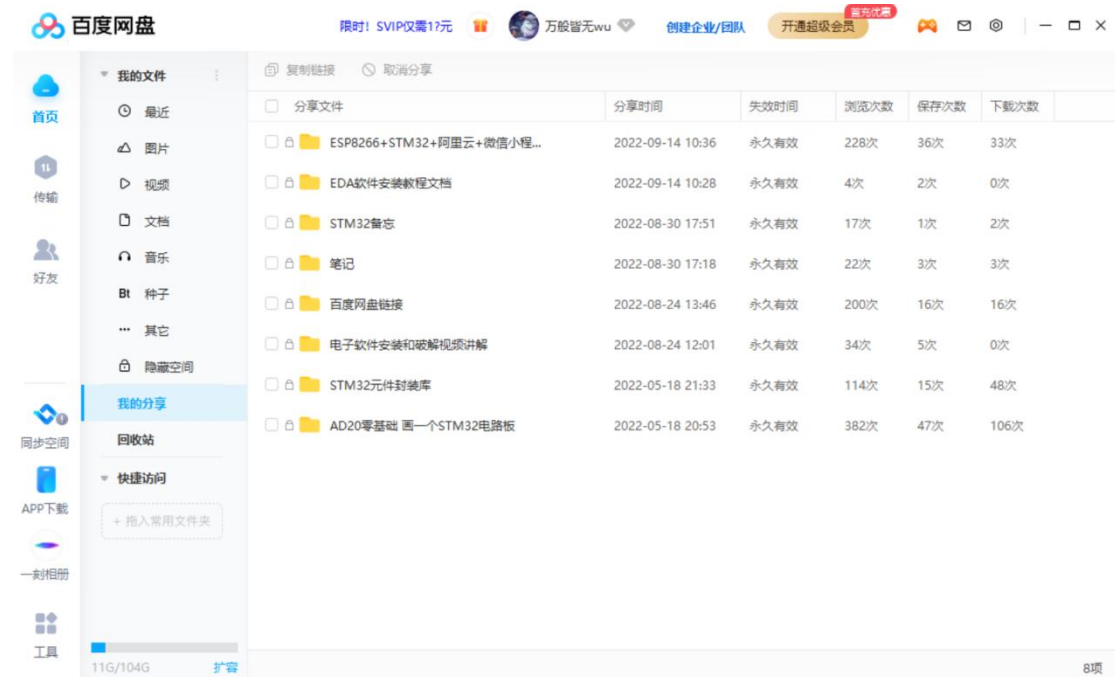 百度网盘
限时！SVIP仅需1?元 万般皆无wu 创建企业/团队 开通超级会员 首充优惠
首页
传输
好友
同步空间
APP下载
一刻相册
工具
我的文件
最近
图片
视频
文档
音乐
Bt 种子
其它
隐藏空间
我的分享
回收站
快捷访问
+ 拖入常用文件夹
11G/104G 扩容
复制链接 取消分享
分享文件 分享时间 失效时间 浏览次数 保存次数 下载次数
ESP8266+STM32+阿里云+微信小程... 2022-09-14 10:36 永久有效 228次 36次 33次
EDA软件安装教程文档 2022-09-14 10:28 永久有效 4次 2次 0次
STM32备忘 2022-08-30 17:51 永久有效 17次 1次 2次
笔记 2022-08-30 17:18 永久有效 22次 3次 3次
百度网盘链接 2022-08-24 13:46 永久有效 200次 16次 16次
电子软件安装和破解视频讲解 2022-08-24 12:01 永久有效 34次 5次 0次
STM32元件封装库 2022-05-18 21:33 永久有效 114次 15次 48次
AD20零基础 画一个STM32电路板 2022-05-18 20:53 永久有效 382次 47次 106次
8项